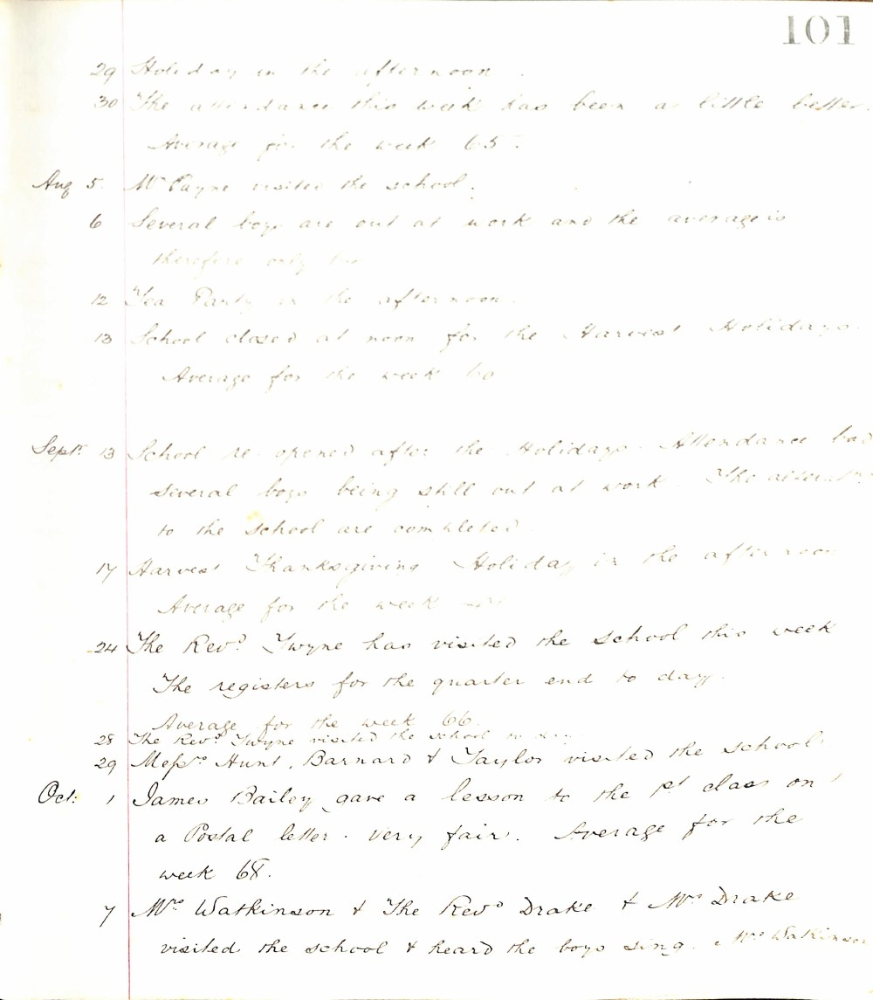 101
29 Holiday in the afternoon.
30 The attendance this week has been a little better.
Average for the week 65.
Aug 5. Mr Payne visited the school.
6 Several boys are out at work and the average is
therefore only
12 Tea Party in the afternoon.
13 School closed at noon for the Harvest Holidays.
Average for the week 60
Sept. 13 School re opened after the Holidays. Attendance bad
several boys being still out at work. The
to the school are completed.
17 Harvest Thanksgiving Holiday in the afternoon
Average for the week
24 The Revd. Twyne has visited the school this week
The registers for the quarter end to day.
Average for the week 66.
28 The Revd. Twyne visited the school to day.
29 Messrs Hunt, Barnard & Taylor visited the school
Oct. 1 James Bailey gave a lesson to the 1st class on
a Postal letter. Very fair. Average for the
week 68.
7 Mrs Watkinson & The Revd Drake & Mrs Drake
visited the school & heard the boys sing. Mrs Watkinson